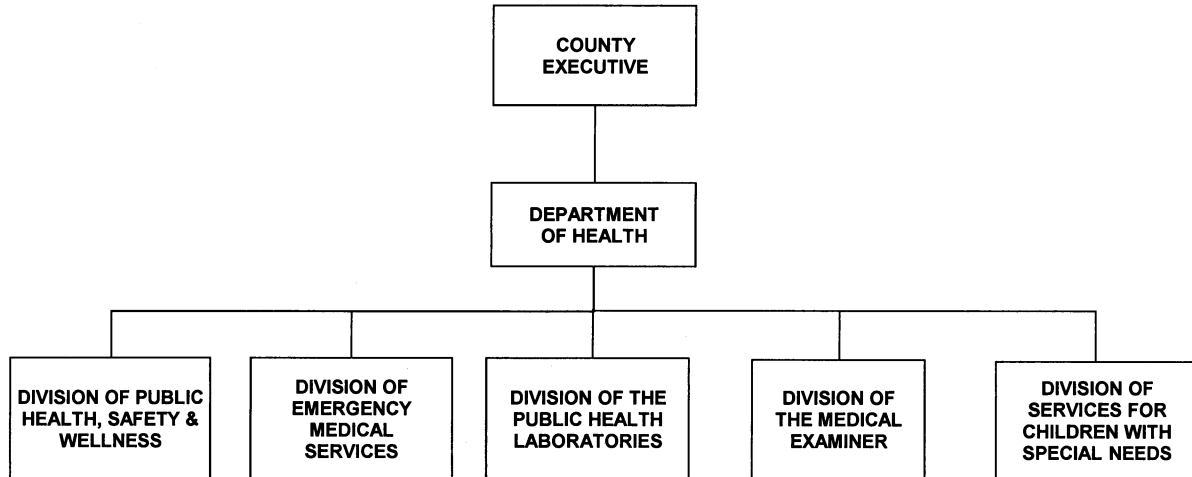 COUNTY
EXECUTIVE
DEPARTMENT
OF HEALTH
DIVISION OF PUBLIC
HEALTH, SAFETY &
WELLNESS
DIVISION OF
EMERGENCY
MEDICAL
SERVICES
DIVISION OF THE
PUBLIC HEALTH
LABORATORIES
DIVISION OF
THE MEDICAL
EXAMINER
DIVISION OF
SERVICES FOR
CHILDREN WITH
SPECIAL NEEDS